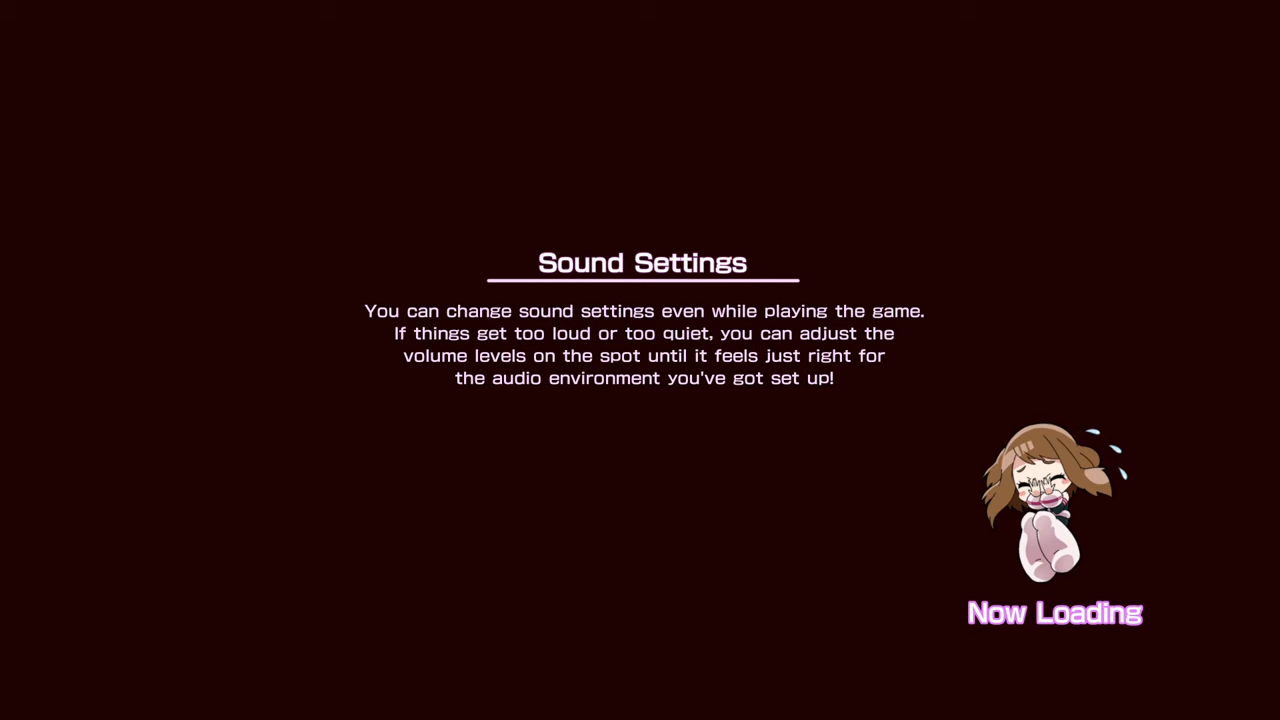 Sound Settings
You can change sound settings even while playing the game.
If things get too loud or too quiet, you can adjust the
volume levels on the spot until it feels just right for
the audio environment you've got set up!
Now Loading